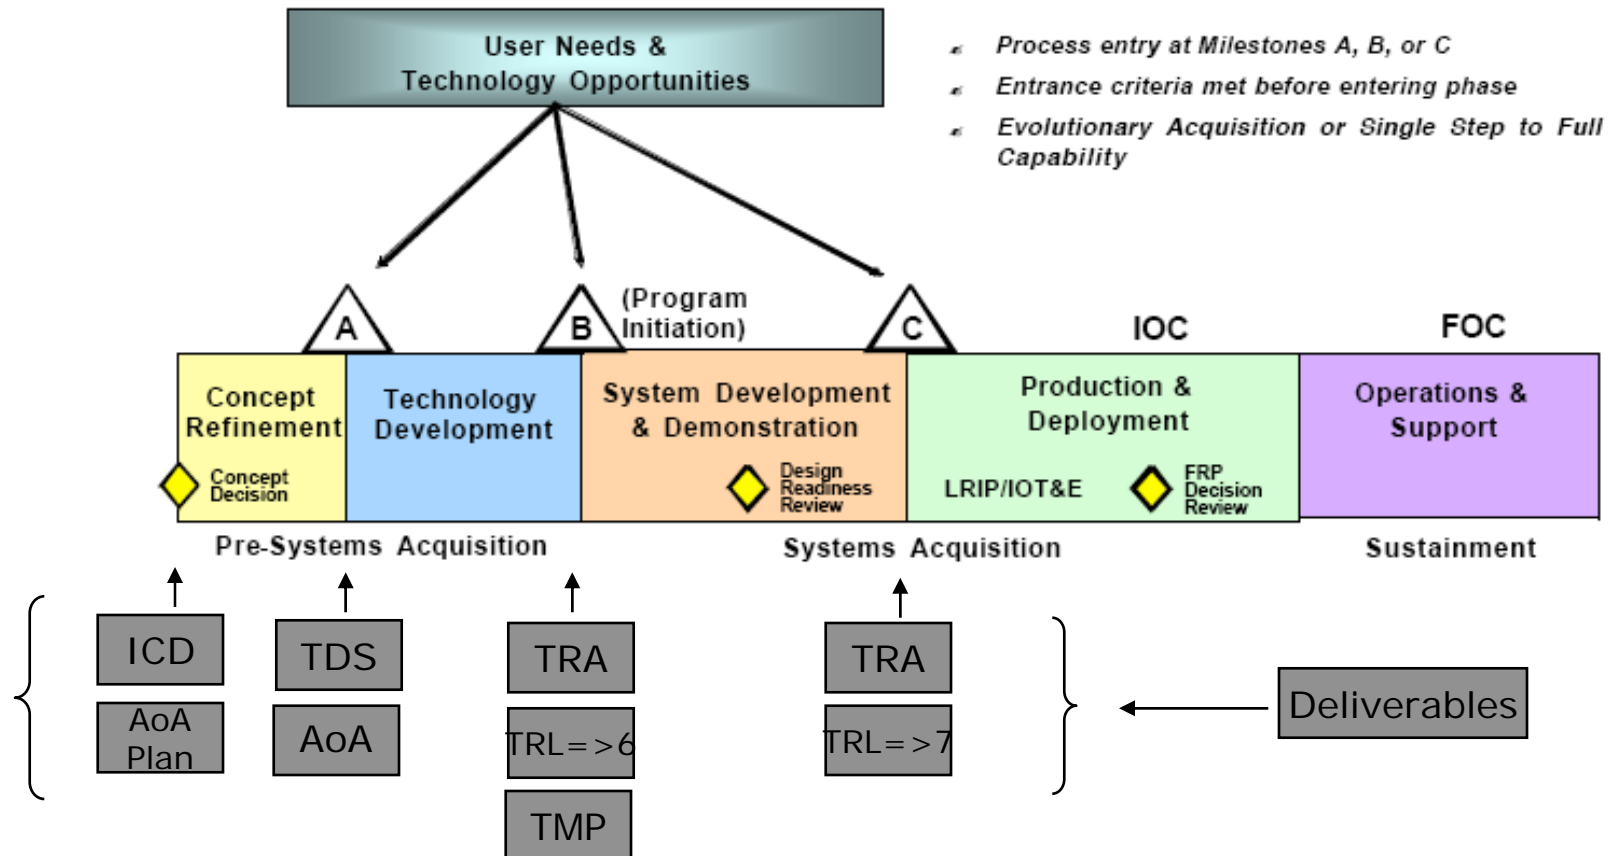 User Needs &
Technology Opportunities
Process entry at Milestones A, B, or C
Entrance criteria met before entering phase
Evolutionary Acquisition or Single Step to Full
Capability
A
B
(Program
Initiation)
C
IOC
FOC
Concept
Refinement
Technology
Development
System Development
& Demonstration
Production &
Deployment
Operations &
Support
Concept
Decision
Design
Readiness
Review
LRIP/IOT&E
FRP
Decision
Review
Pre-Systems Acquisition
Systems Acquisition
Sustainment
ICD
AoA
Plan
TDS
AoA
TRA
TRL=>6
TMP
TRA
TRL=>7
Deliverables